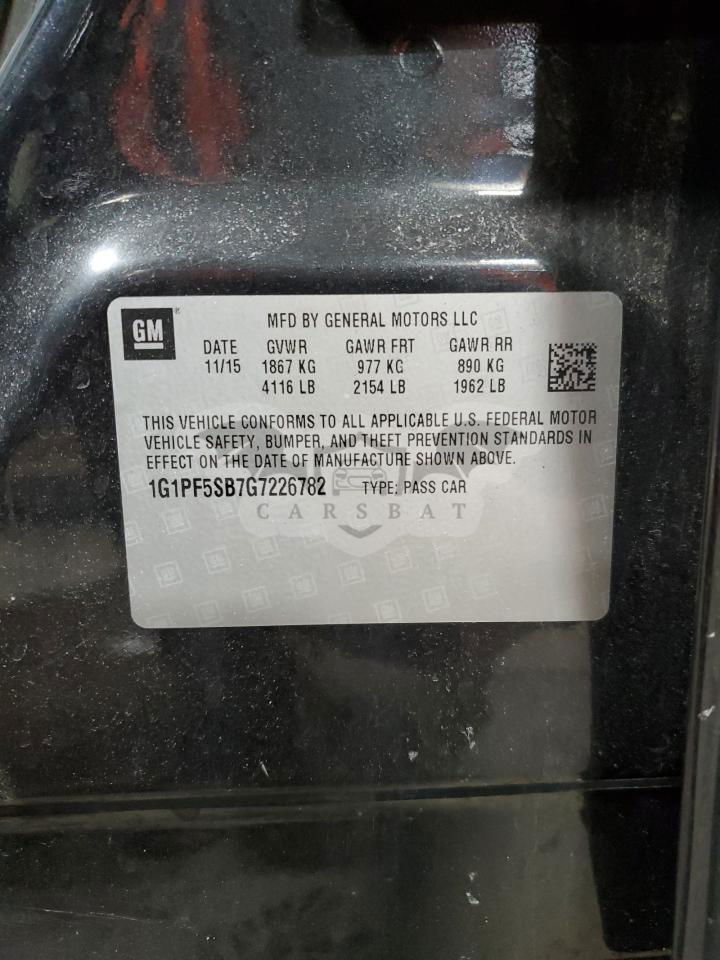 GM
MFD BY GENERAL MOTORS LLC
DATE GVWR GAWR FRT GAWR RR
11/15 1867 KG 977 KG 890 KG
4116 LB 2154 LB 1962 LB
THIS VEHICLE CONFORMS TO ALL APPLICABLE U.S. FEDERAL MOTOR
VEHICLE SAFETY, BUMPER, AND THEFT PREVENTION STANDARDS IN
EFFECT ON THE DATE OF MANUFACTURE SHOWN ABOVE.
1G1PF5SB7G7226782 TYPE: PASS CAR
CARSBAT